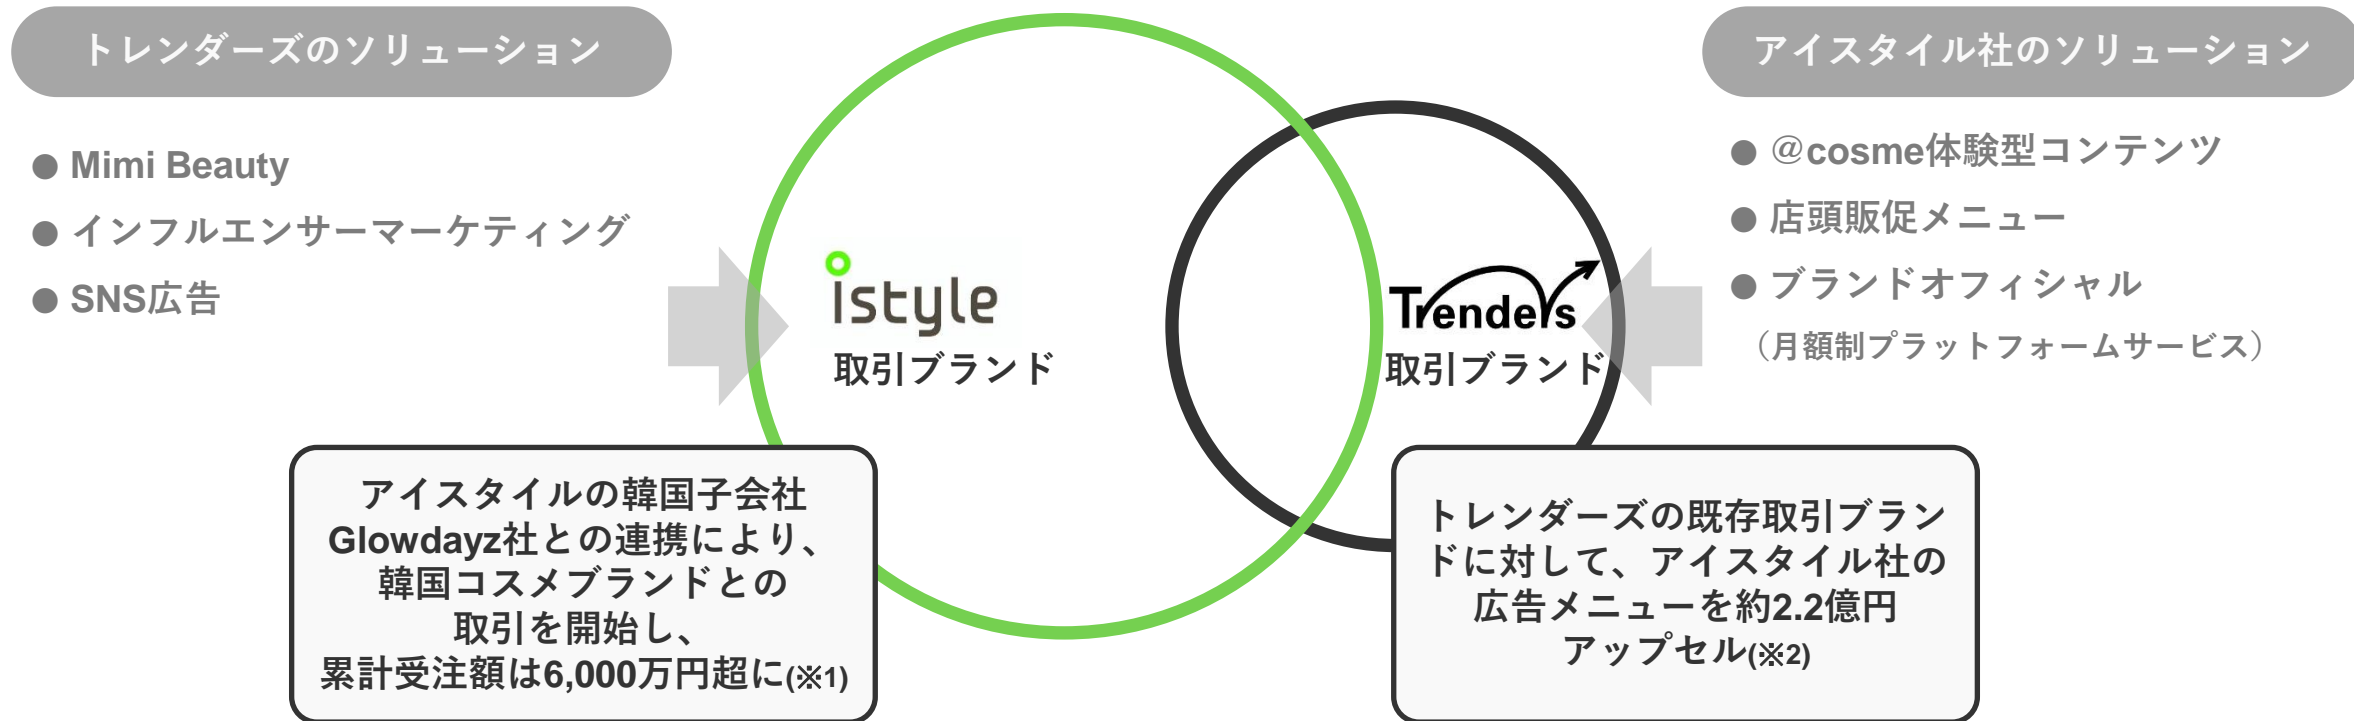 トレンダーズのソリューション
● Mimi Beauty
● インフルエンサーマーケティング
● SNS広告
istyle
取引ブランド
Trenders
取引ブランド
アイスタイル社のソリューション
● @cosme体験型コンテンツ
● 店頭販促メニュー
● ブランドオフィシャル
（月額制プラットフォームサービス）
アイスタイルの韓国子会社
Glowdayz社との連携により、
韓国コスメブランドとの
取引を開始し、
累計受注額は6,000万円超に(※1)
トレンダーズの既存取引ブラン
ドに対して、アイスタイル社の
広告メニューを約2.2億円
アップセル(※2)